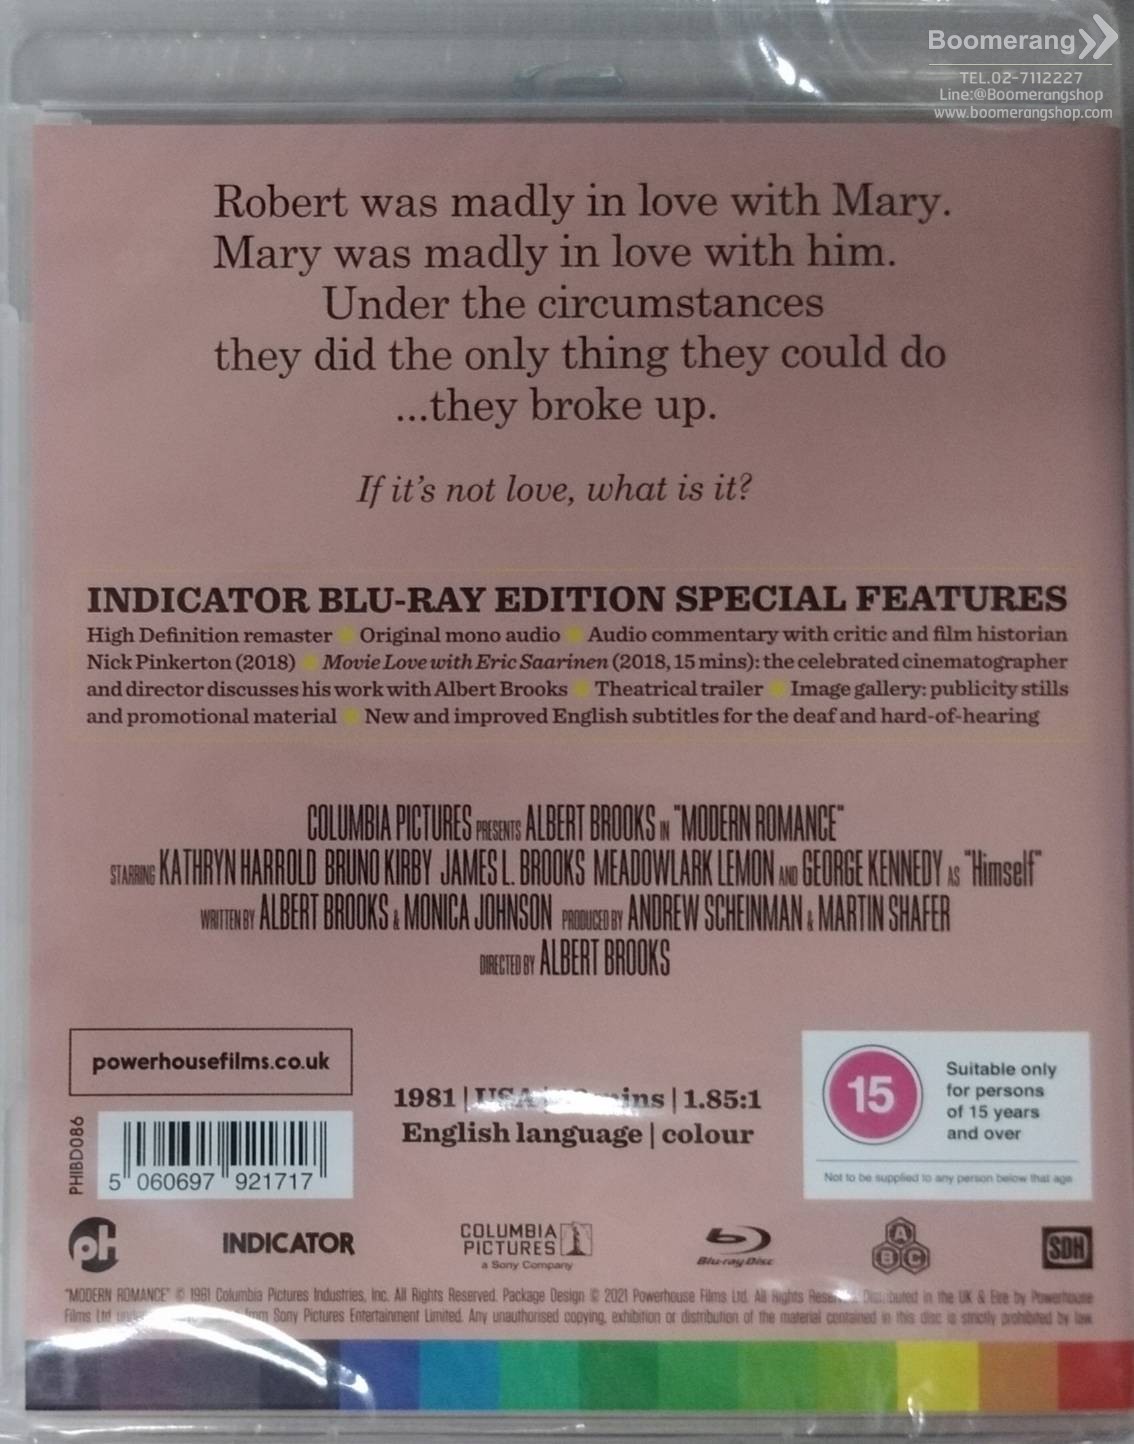 Boomerang
TEL.02-7112227
Line:@Boomerangshop
www.boomerangshop.com
Robert was madly in love with Mary.
Mary was madly in love with him.
Under the circumstances
they did the only thing they could do
...they broke up.
If it's not love, what is it?
INDICATOR BLU-RAY EDITION SPECIAL FEATURES
High Definition remaster • Original mono audio • Audio commentary with critic and film historian
Nick Pinkerton (2018) • Movie Love with Eric Saarinen (2018, 15 mins): the celebrated cinematographer
and director discusses his work with Albert Brooks • Theatrical trailer • Image gallery: publicity stills
and promotional material • New and improved English subtitles for the deaf and hard-of-hearing
COLUMBIA PICTURES PRESENTS ALBERT BROOKS IN "MODERN ROMANCE"
STARRING KATHRYN HARROLD BRUNO KIRBY JAMES L. BROOKS MEADOWLARK LEMON AND GEORGE KENNEDY AS "Himself"
WRITTEN BY ALBERT BROOKS & MONICA JOHNSON PRODUCED BY ANDREW SCHEINMAN & MARTIN SHAFER
DIRECTED BY ALBERT BROOKS
powerhousefilms.co.uk
1981 | USA | mins | 1.85:1
English language | colour
15
Suitable only
for persons
of 15 years
and over
Not to be supplied to any person below that age
PHIBD086
5 060697 921717
pH
INDICATOR
COLUMBIA
PICTURES
a Sony Company
Blu-ray Disc
A
B C
SDH
"MODERN ROMANCE" © 1981 Columbia Pictures Industries, Inc. All Rights Reserved. Package Design © 2021 Powerhouse Films Ltd. All Rights Reserved. Distributed in the UK & Eire by Powerhouse
Films Ltd from Sony Pictures Entertainment Limited. Any unauthorised copying, exhibition or distribution of the material contained in this disc is strictly prohibited by law.